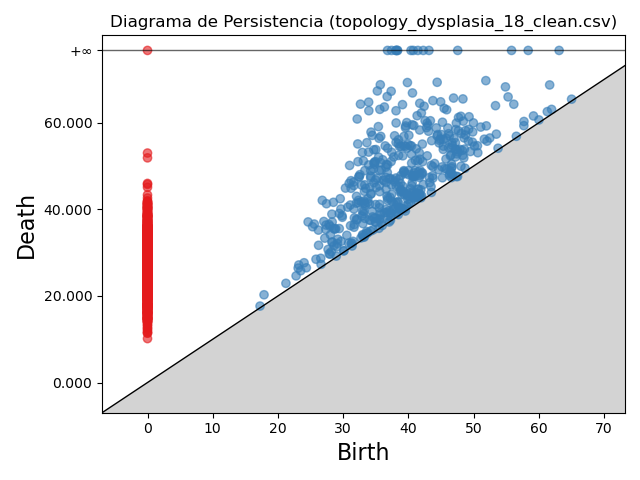 Diagrama de Persistencia (topology_dysplasia_18_clean.csv)
+∞
60.000
40.000
20.000
0.000
Death
0 10 20 30 40 50 60 70
Birth